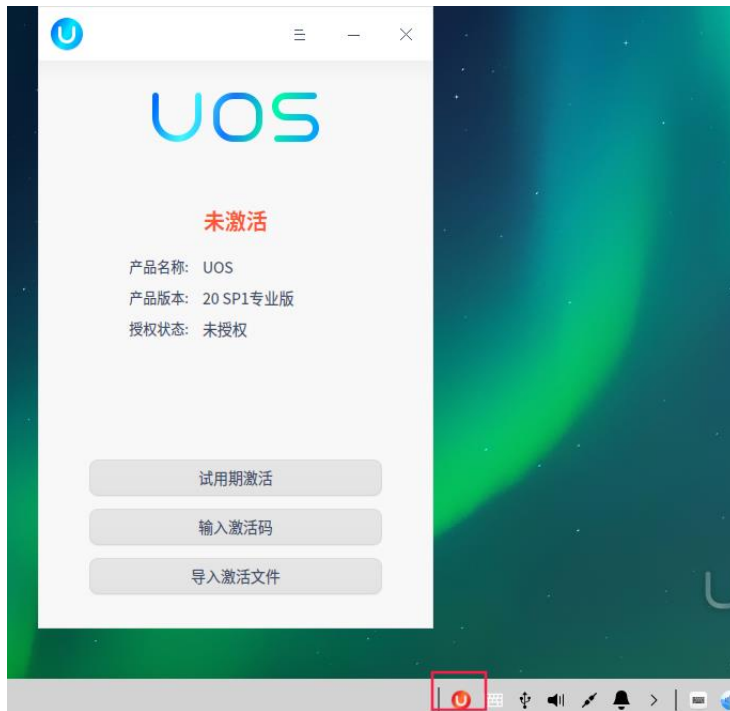 UOS
未激活
产品名称: UOS
产品版本: 20 SP1专业版
授权状态: 未授权
试用期激活
输入激活码
导入激活文件